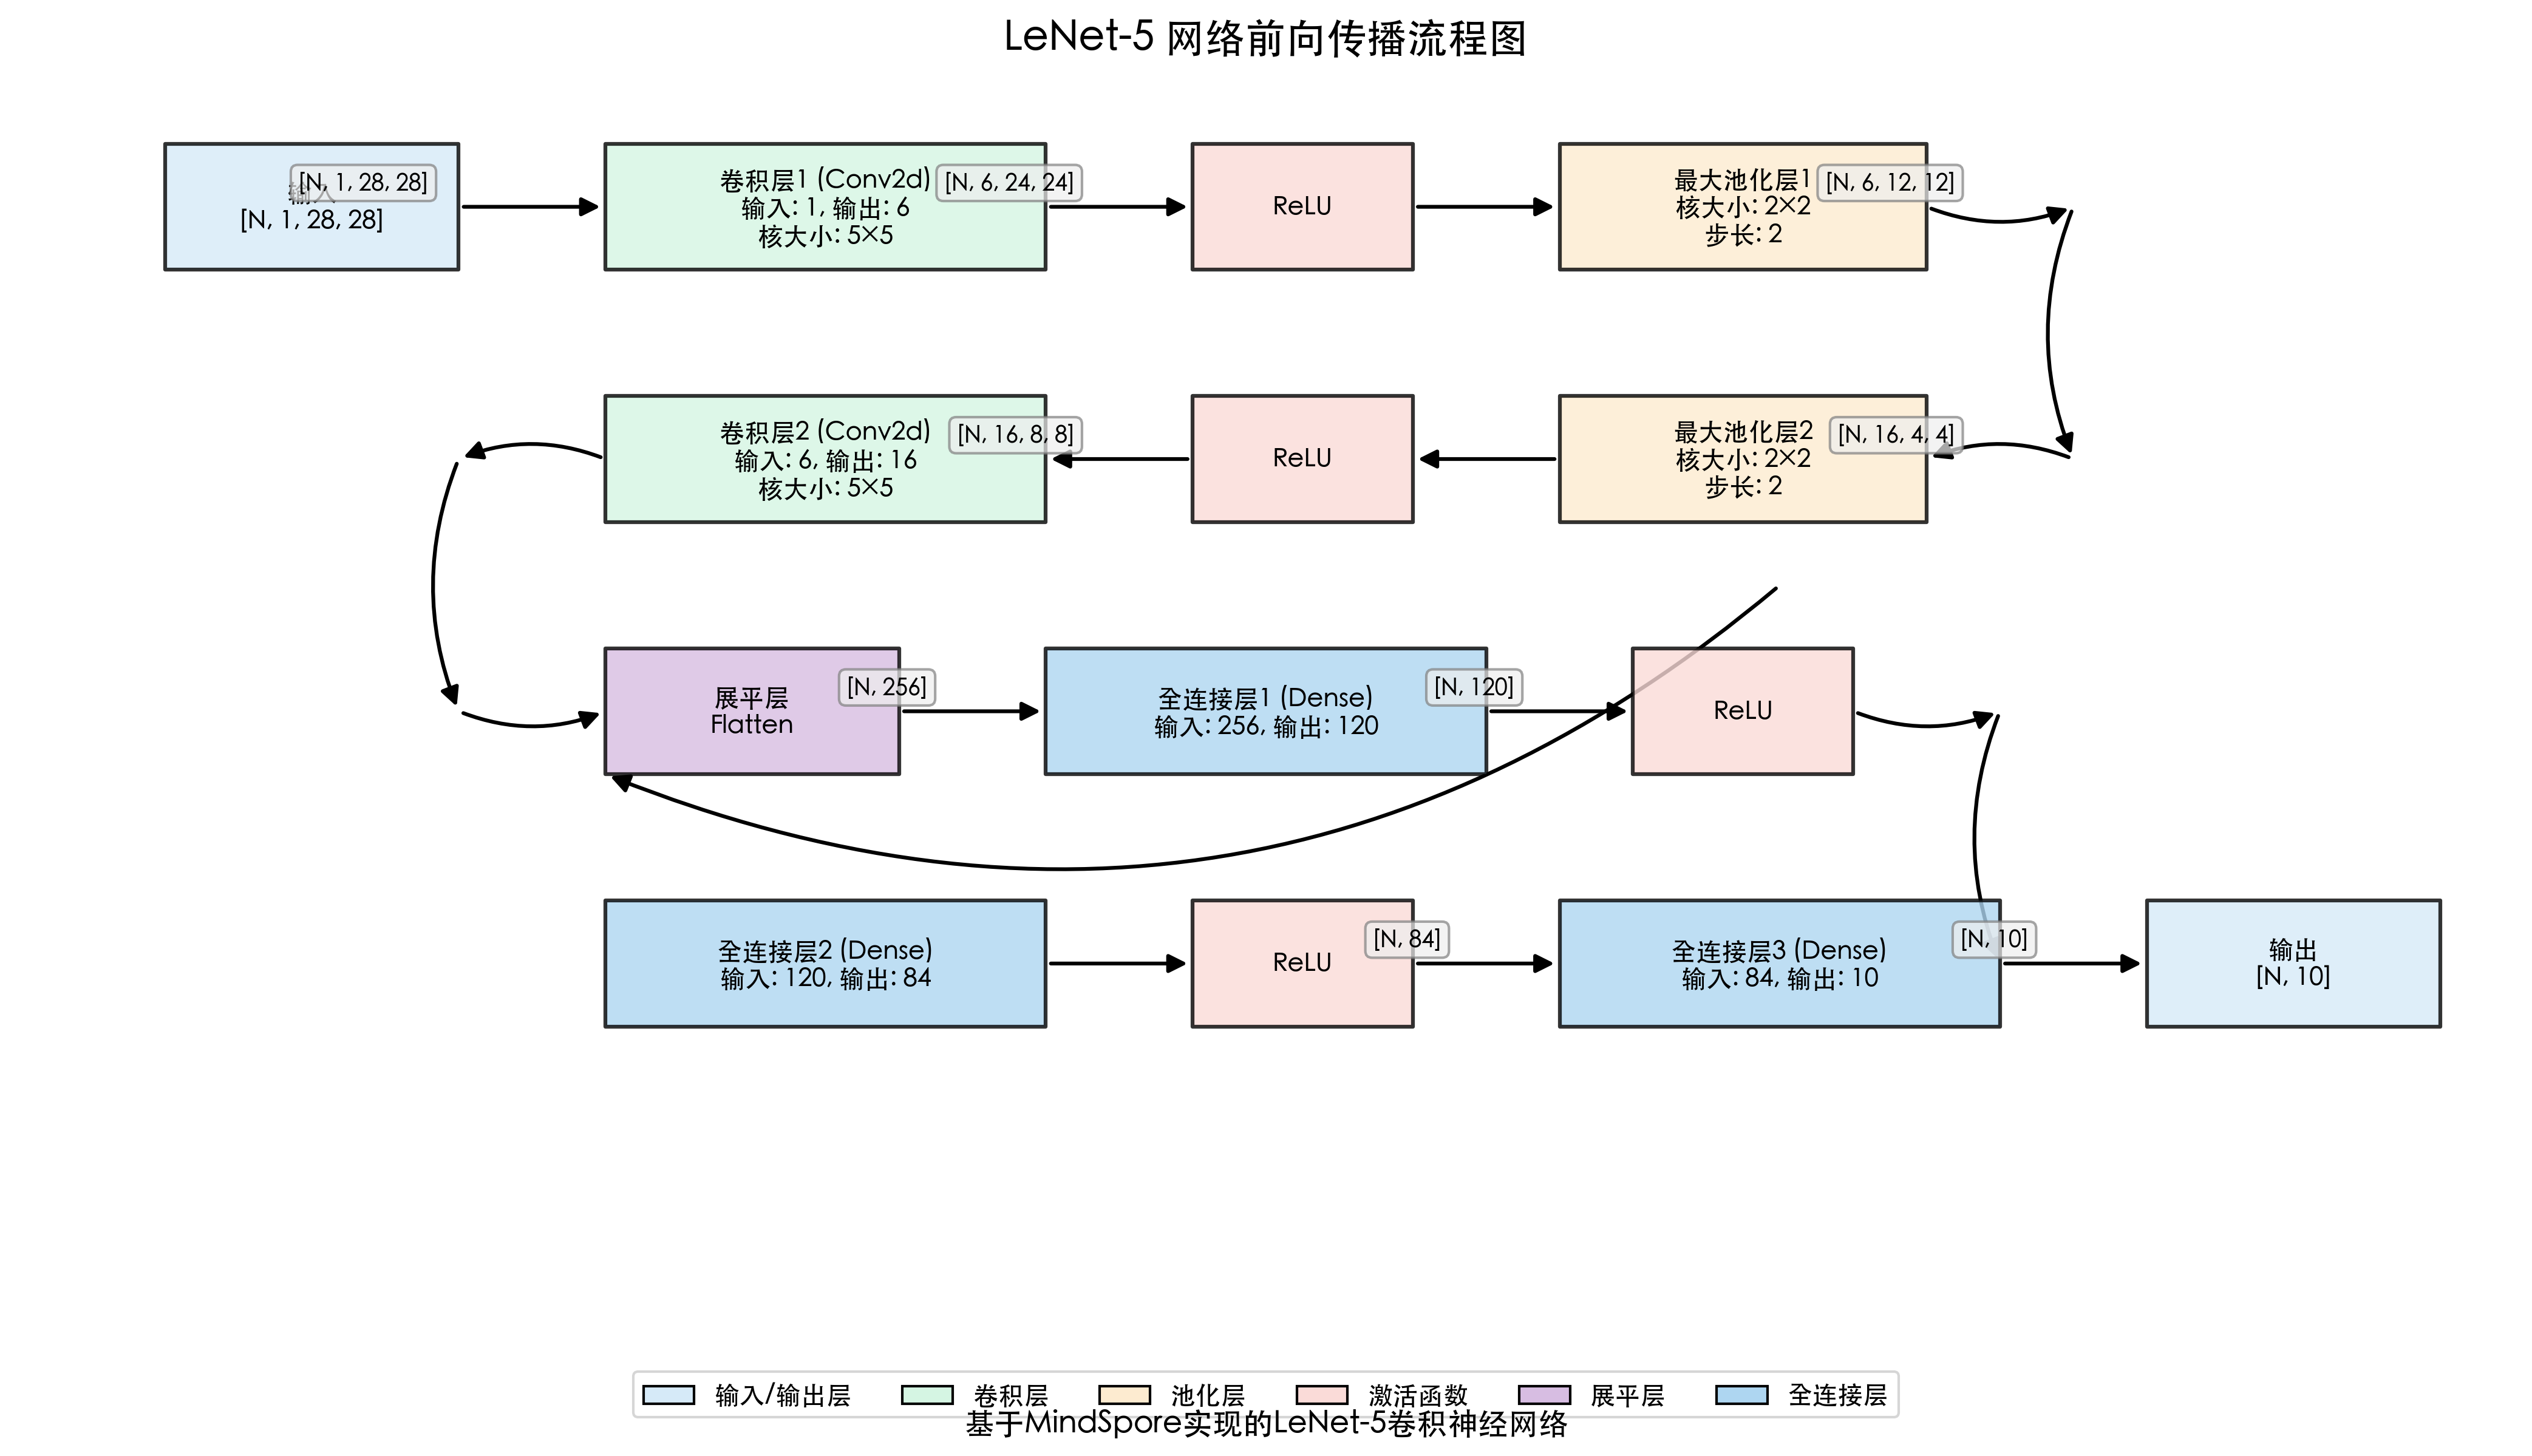 LeNet-5 网络前向传播流程图
输入
[N, 1, 28, 28]
[N, 1, 28, 28]
卷积层1 (Conv2d)
输入: 1, 输出: 6
核大小: 5×5
[N, 6, 24, 24]
ReLU
最大池化层1
核大小: 2×2
步长: 2
[N, 6, 12, 12]
卷积层2 (Conv2d)
输入: 6, 输出: 16
核大小: 5×5
[N, 16, 8, 8]
ReLU
最大池化层2
核大小: 2×2
步长: 2
[N, 16, 4, 4]
展平层
Flatten
[N, 256]
全连接层1 (Dense)
输入: 256, 输出: 120
[N, 120]
ReLU
全连接层2 (Dense)
输入: 120, 输出: 84
ReLU
[N, 84]
全连接层3 (Dense)
输入: 84, 输出: 10
[N, 10]
输出
[N, 10]
输入/输出层
卷积层
池化层
激活函数
展平层
全连接层
基于MindSpore实现的LeNet-5卷积神经网络